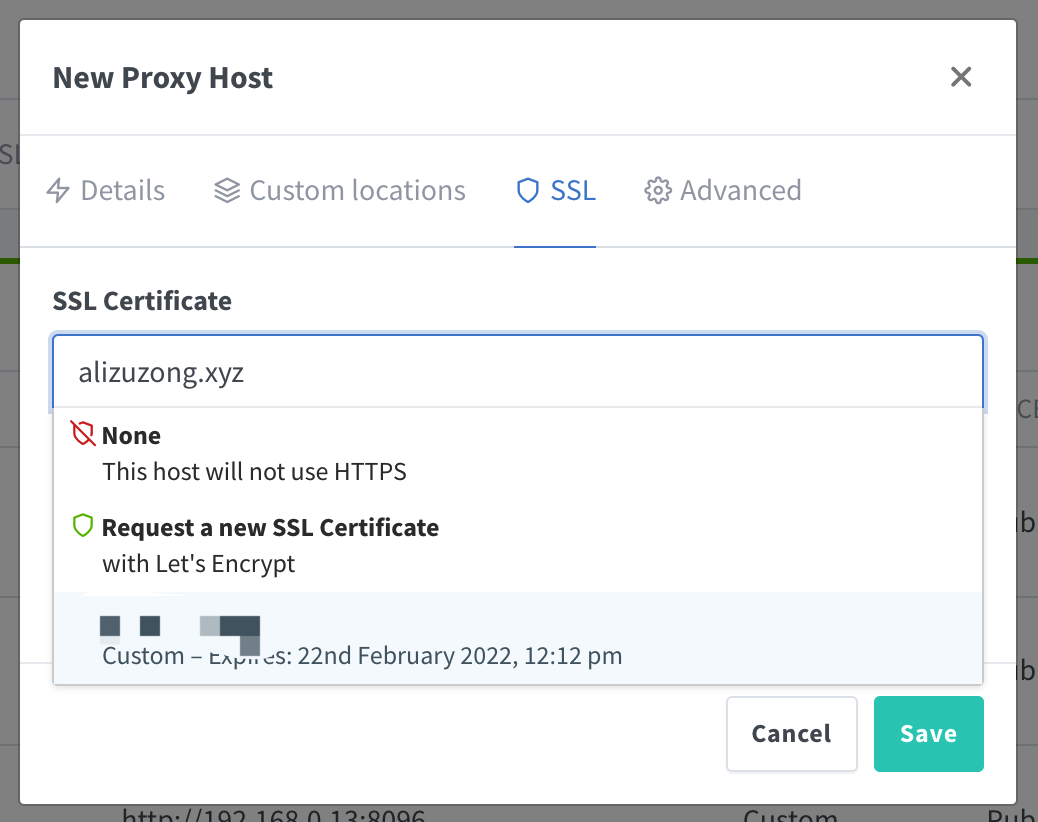 New Proxy Host
Details Custom locations SSL Advanced
SSL Certificate
alizuzong.xyz
None
This host will not use HTTPS
Request a new SSL Certificate
with Let's Encrypt
Custom – Expires: 22nd February 2022, 12:12 pm
Cancel Save
http://192.168.0.13:8096 Custom Pub